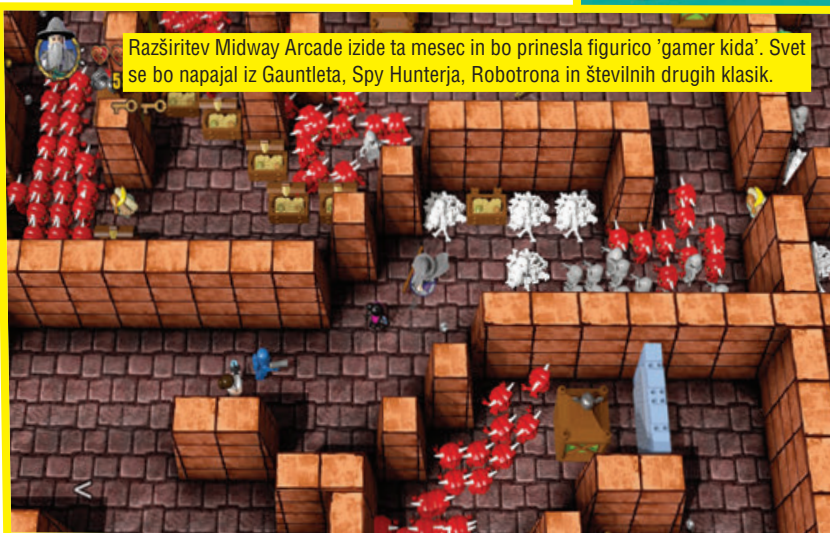 Razširitev Midway Arcade izide ta mesec in bo prinesla figurico 'gamer kida'. Svet
se bo napajal iz Gauntleta, Spy Hunterja, Robotrona in številnih drugih klasik.
5